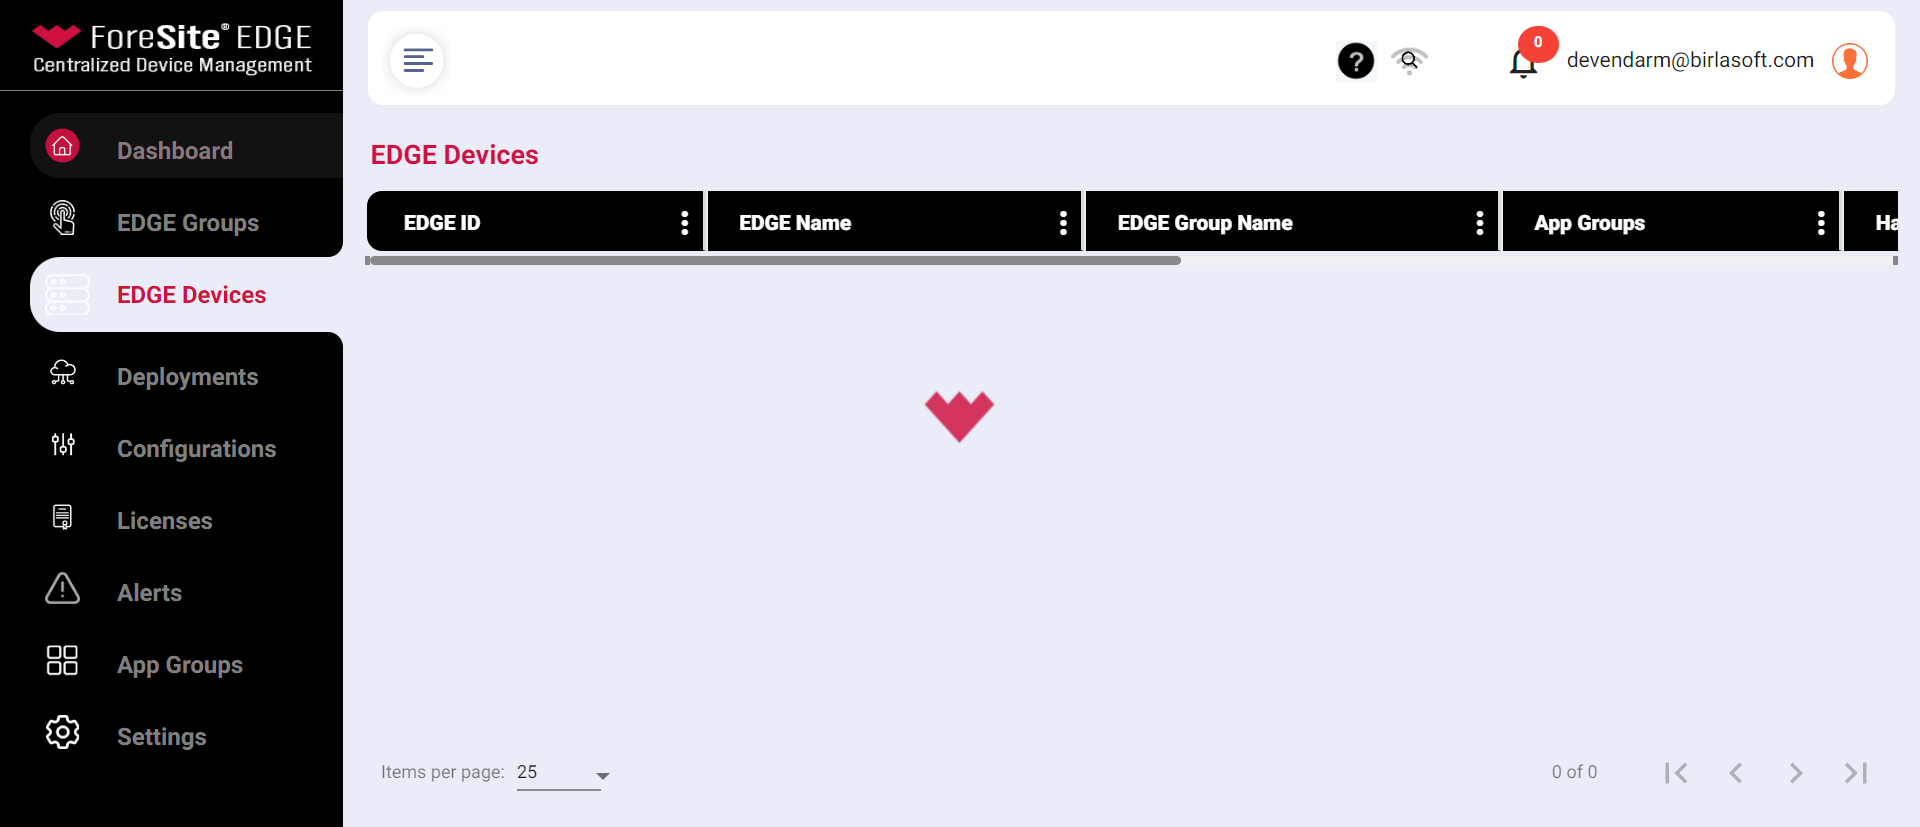 ForeSite® EDGE
Centralized Device Management
?
0
devendarm@birlasoft.com
Dashboard
EDGE Groups
EDGE Devices
Deployments
Configurations
Licenses
Alerts
App Groups
Settings
EDGE Devices
EDGE ID
EDGE Name
EDGE Group Name
App Groups
Ha
Items per page: 25
0 of 0